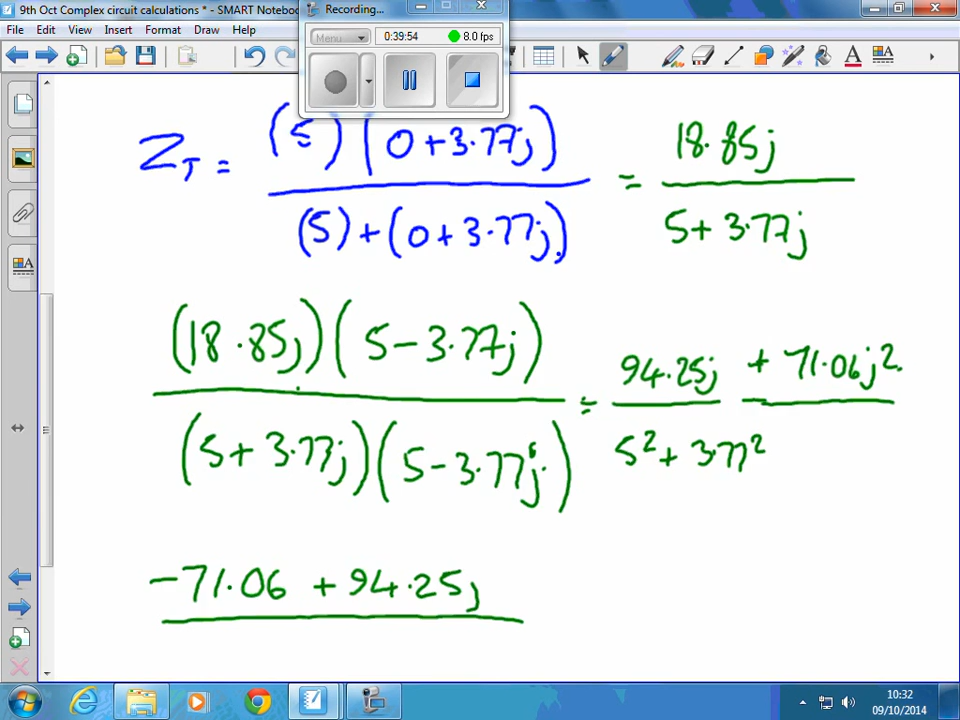 9th Oct Complex circuit calculations * - SMART Notebo
Recording...
File Edit View Insert Format Tools Draw Help
Menu 0:39:54 8.0 fps
Z_T = (5)(0+3.77j) / (5)+(0+3.77j) = 18.85j / 5+3.77j
(18.85j)(5-3.77j) / (5+3.77j)(5-3.77j) = 94.25j + 71.06j² / 5²+3.77²
-71.06 + 94.25j
10:32
09/10/2014